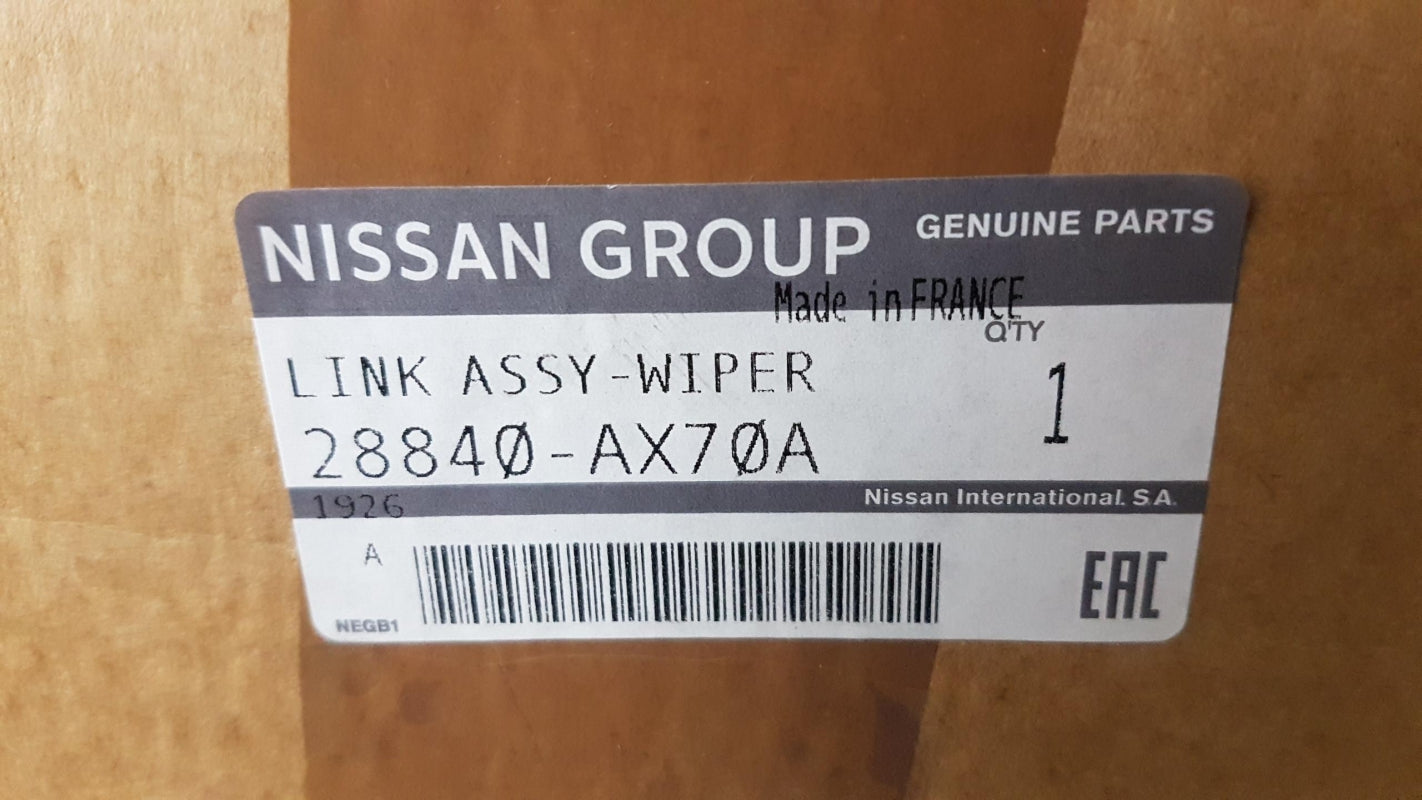 NISSAN GROUP GENUINE PARTS
Made in FRANCE
Q'TY
LINK ASSY-WIPER 1
28840-AX70A
1926 Nissan International. S.A.
A
NEGB1 EAC